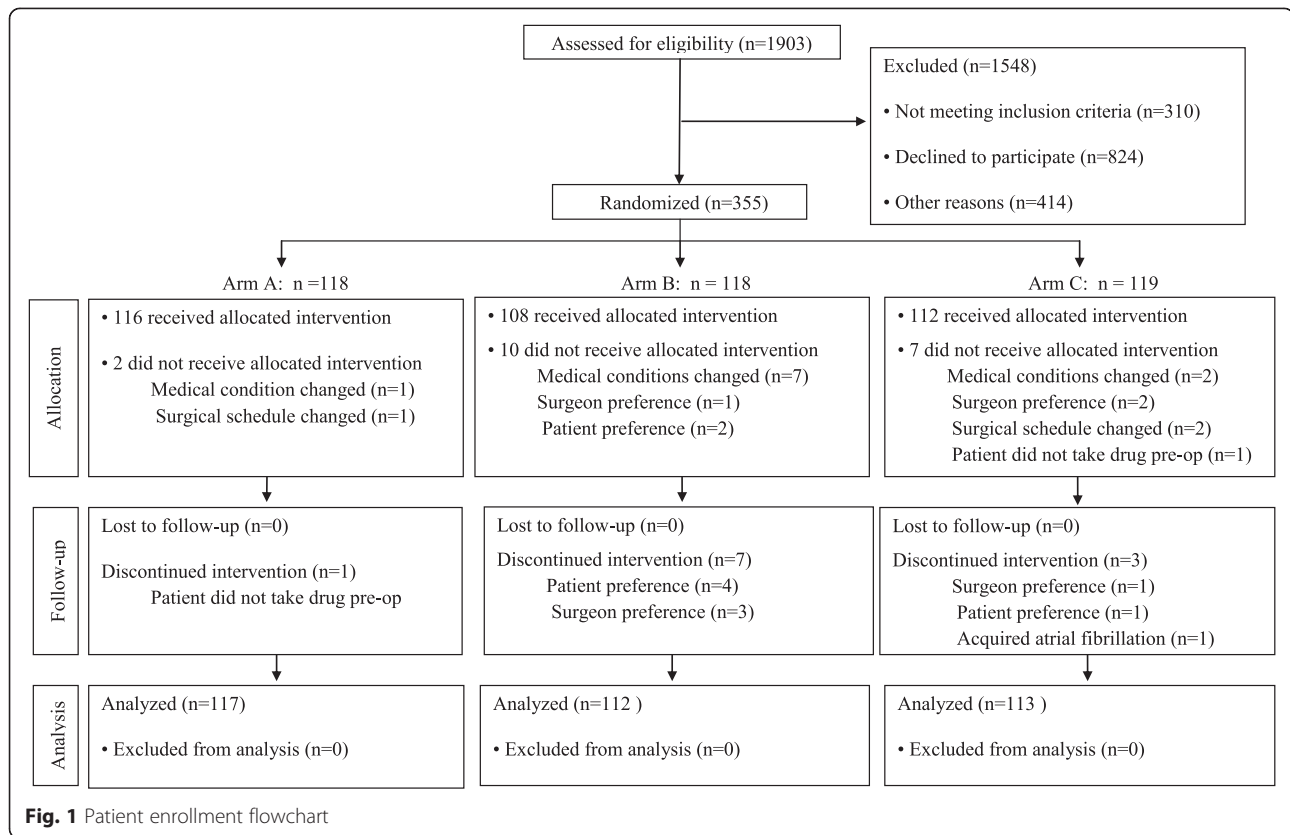 Assessed for eligibility (n=1903)
Excluded (n=1548)
• Not meeting inclusion criteria (n=310)
• Declined to participate (n=824)
• Other reasons (n=414)
Randomized (n=355)
Arm A: n =118
Arm B: n = 118
Arm C: n = 119
Allocation
• 116 received allocated intervention
• 2 did not receive allocated intervention
Medical condition changed (n=1)
Surgical schedule changed (n=1)
• 108 received allocated intervention
• 10 did not receive allocated intervention
Medical conditions changed (n=7)
Surgeon preference (n=1)
Patient preference (n=2)
• 112 received allocated intervention
• 7 did not receive allocated intervention
Medical conditions changed (n=2)
Surgeon preference (n=2)
Surgical schedule changed (n=2)
Patient did not take drug pre-op (n=1)
Follow-up
Lost to follow-up (n=0)
Discontinued intervention (n=1)
Patient did not take drug pre-op
Lost to follow-up (n=0)
Discontinued intervention (n=7)
Patient preference (n=4)
Surgeon preference (n=3)
Lost to follow-up (n=0)
Discontinued intervention (n=3)
Surgeon preference (n=1)
Patient preference (n=1)
Acquired atrial fibrillation (n=1)
Analysis
Analyzed (n=117)
• Excluded from analysis (n=0)
Analyzed (n=112 )
• Excluded from analysis (n=0)
Analyzed (n=113 )
• Excluded from analysis (n=0)
Fig. 1 Patient enrollment flowchart